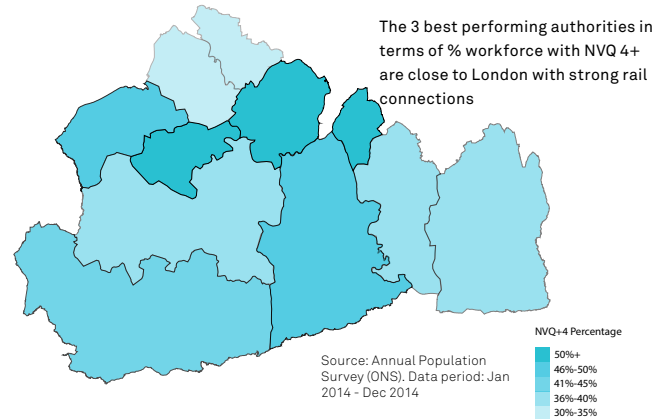 The 3 best performing authorities in
terms of % workforce with NVQ 4+
are close to London with strong rail
connections
NVQ+4 Percentage
50%+
46%-50%
41%-45%
36%-40%
30%-35%
Source: Annual Population
Survey (ONS). Data period: Jan
2014 - Dec 2014